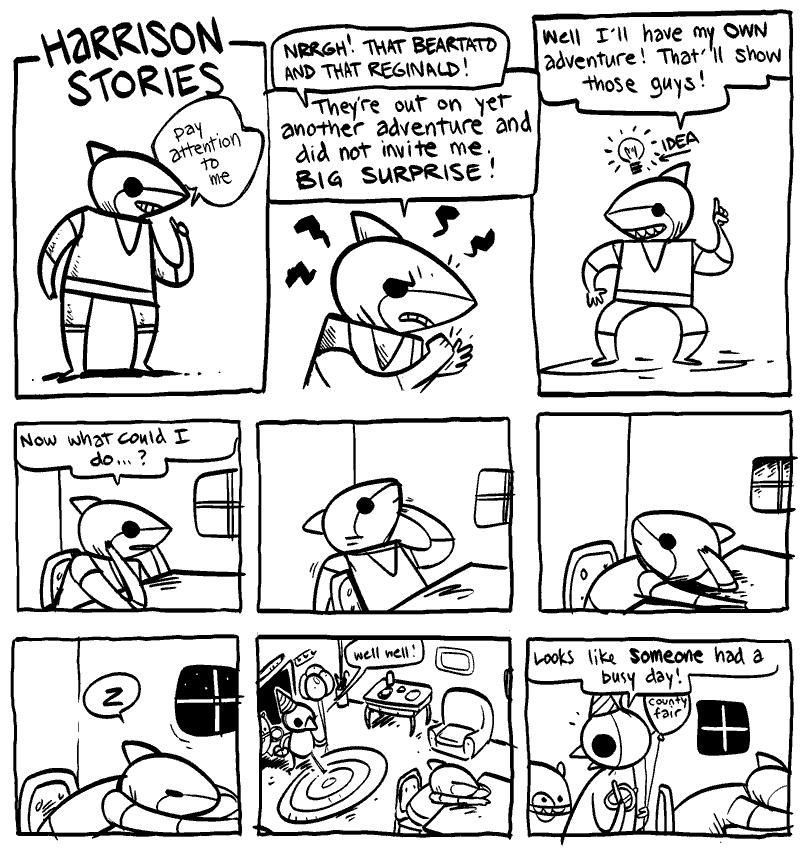 HARRISON
STORIES
pay
attention
to
me
NRRGH! THAT BEARTATO
AND THAT REGINALD!
They're out on yet
another adventure and
did not invite me.
BIG SURPRISE!
Well I'll have my OWN
adventure! That'll show
those guys!
IDEA
Now what could I
do...?
Z
well well!
Looks like someone had a
busy day!
county
fair